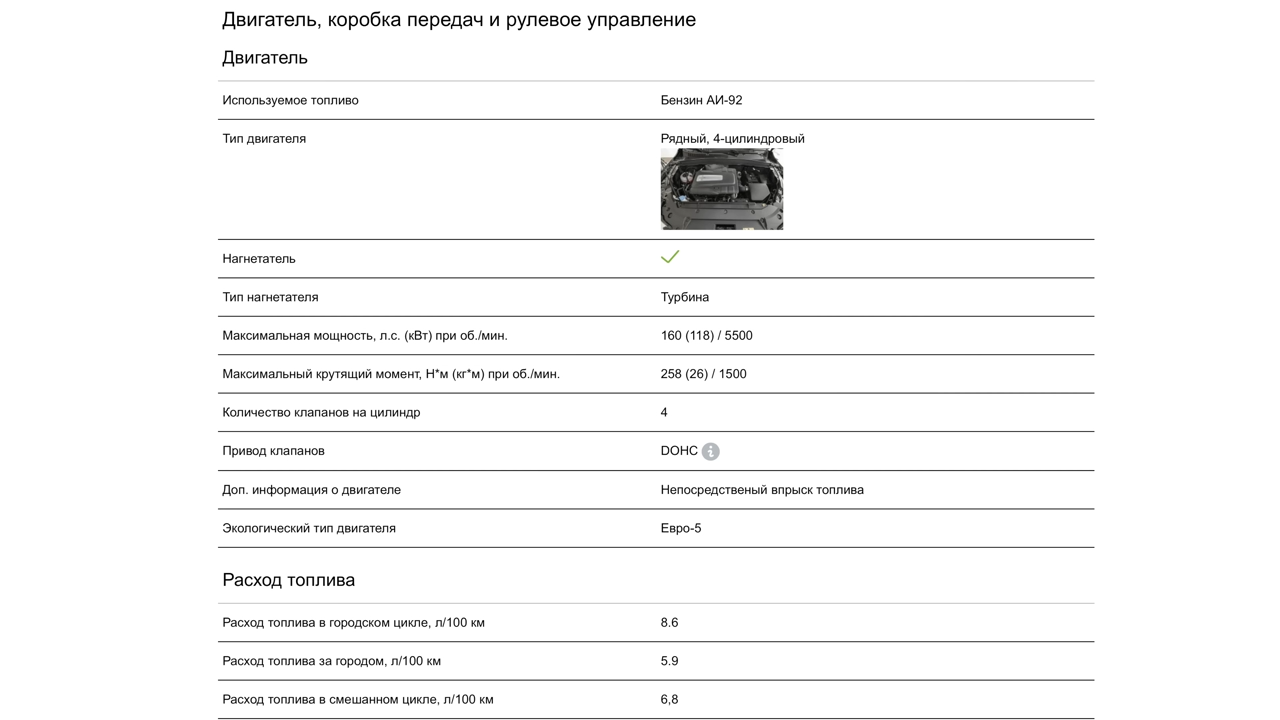 Двигатель, коробка передач и рулевое управление
Двигатель
Используемое топливо Бензин АИ-92
Тип двигателя Рядный, 4-цилиндровый
Нагнетатель
Тип нагнетателя Турбина
Максимальная мощность, л.с. (кВт) при об./мин. 160 (118) / 5500
Максимальный крутящий момент, Н*м (кг*м) при об./мин. 258 (26) / 1500
Количество клапанов на цилиндр 4
Привод клапанов DOHC
Доп. информация о двигателе Непосредственый впрыск топлива
Экологический тип двигателя Евро-5
Расход топлива
Расход топлива в городском цикле, л/100 км 8.6
Расход топлива за городом, л/100 км 5.9
Расход топлива в смешанном цикле, л/100 км 6,8